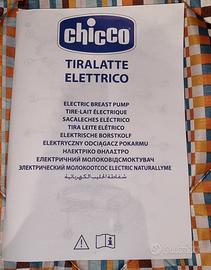 chicco
TIRALATTE
ELETTRICO
ELECTRIC BREAST PUMP
TIRE-LAIT ÉLECTRIQUE
SACALECHES ELÉCTRICO
TIRA LEITE ELÉTRICO
ELEKTRISCHE BORSTKOLF
ELEKTRYCZNY ODCIĄGACZ POKARMU
ΗΛΕΚΤΡΙΚΟ ΘΗΛΑΣΤΡΟ
ЕЛЕКТРИЧНИЙ МОЛОКОВІДСМОКТУВАЧ
ЭЛЕКТРИЧЕСКИЙ МОЛОКООТСОС ELECTRIC NATURALLYME
شفاطة الحليب الكهربائية